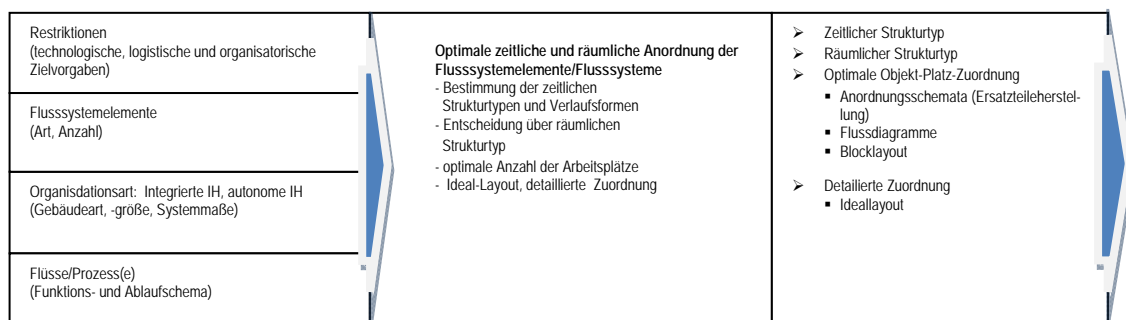 Restriktionen
(technologische, logistische und organisatorische
Zielvorgaben)
Flusssystemelemente
(Art, Anzahl)
Organisdationsart: Integrierte IH, autonome IH
(Gebäudeart, -größe, Systemmaße)
Flüsse/Prozess(e)
(Funktions- und Ablaufschema)
Optimale zeitliche und räumliche Anordnung der
Flusssystemelemente/Flusssysteme
- Bestimmung der zeitlichen
Strukturtypen und Verlaufsformen
- Entscheidung über räumlichen
Strukturtyp
- optimale Anzahl der Arbeitsplätze
- Ideal-Layout, detaillierte Zuordnung
➢ Zeitlicher Strukturtyp
➢ Räumlicher Strukturtyp
➢ Optimale Objekt-Platz-Zuordnung
▪ Anordnungsschemata (Ersatzteileherstel-
lung)
▪ Flussdiagramme
▪ Blocklayout
➢ Detailierte Zuordnung
▪ Ideallayout